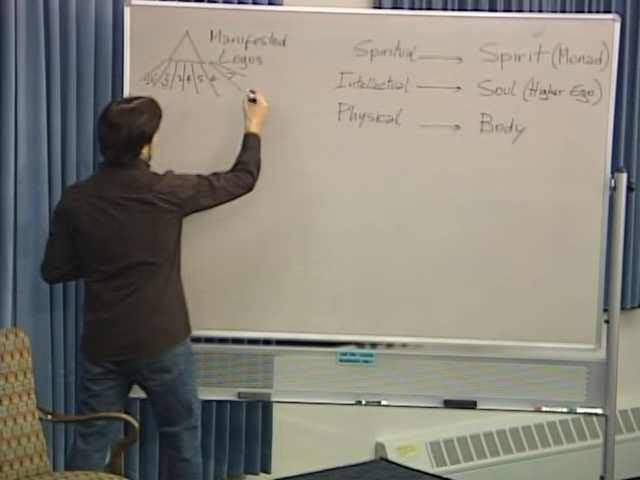 Manifested
Logos
Spiritual → Spirit (Monad)
Intellectual → Soul (Higher Ego)
Physical → Body